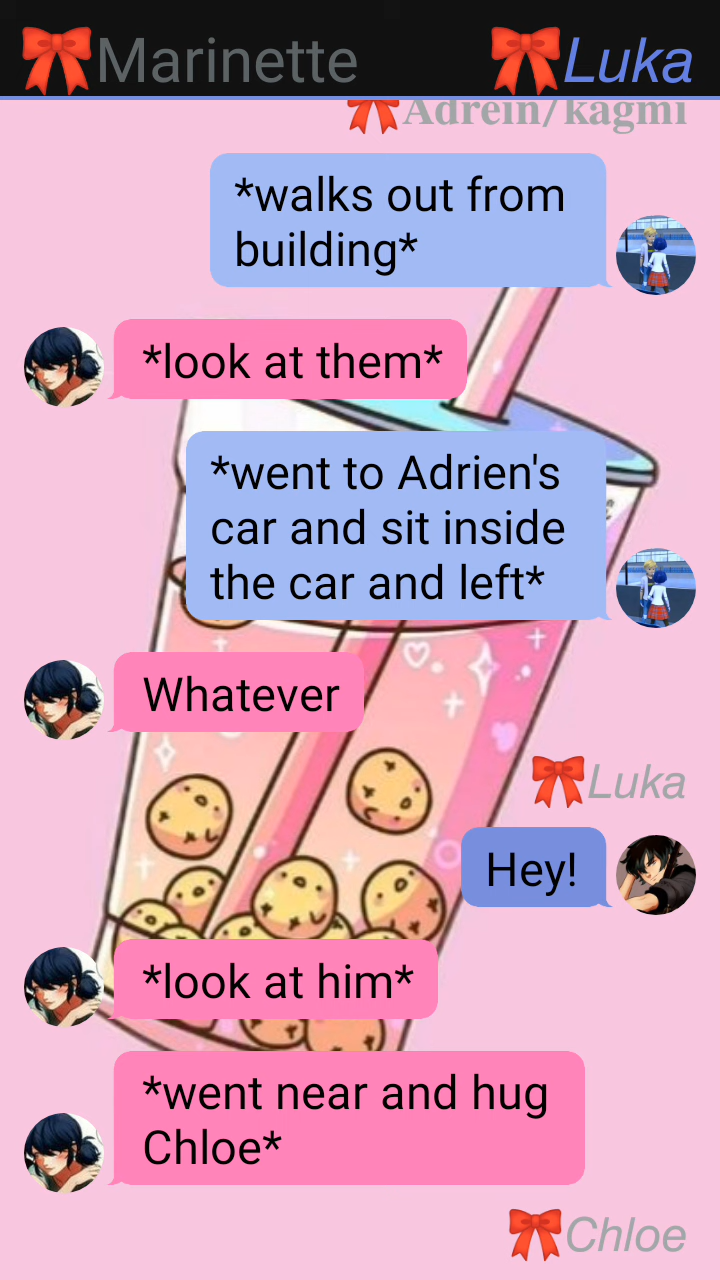 🎀Marinette
🎀Luka
🎀Adrein/kagmi
*walks out from
building*
*look at them*
*went to Adrien's
car and sit inside
the car and left*
Whatever
🎀Luka
Hey!
*look at him*
*went near and hug
Chloe*
🎀Chloe